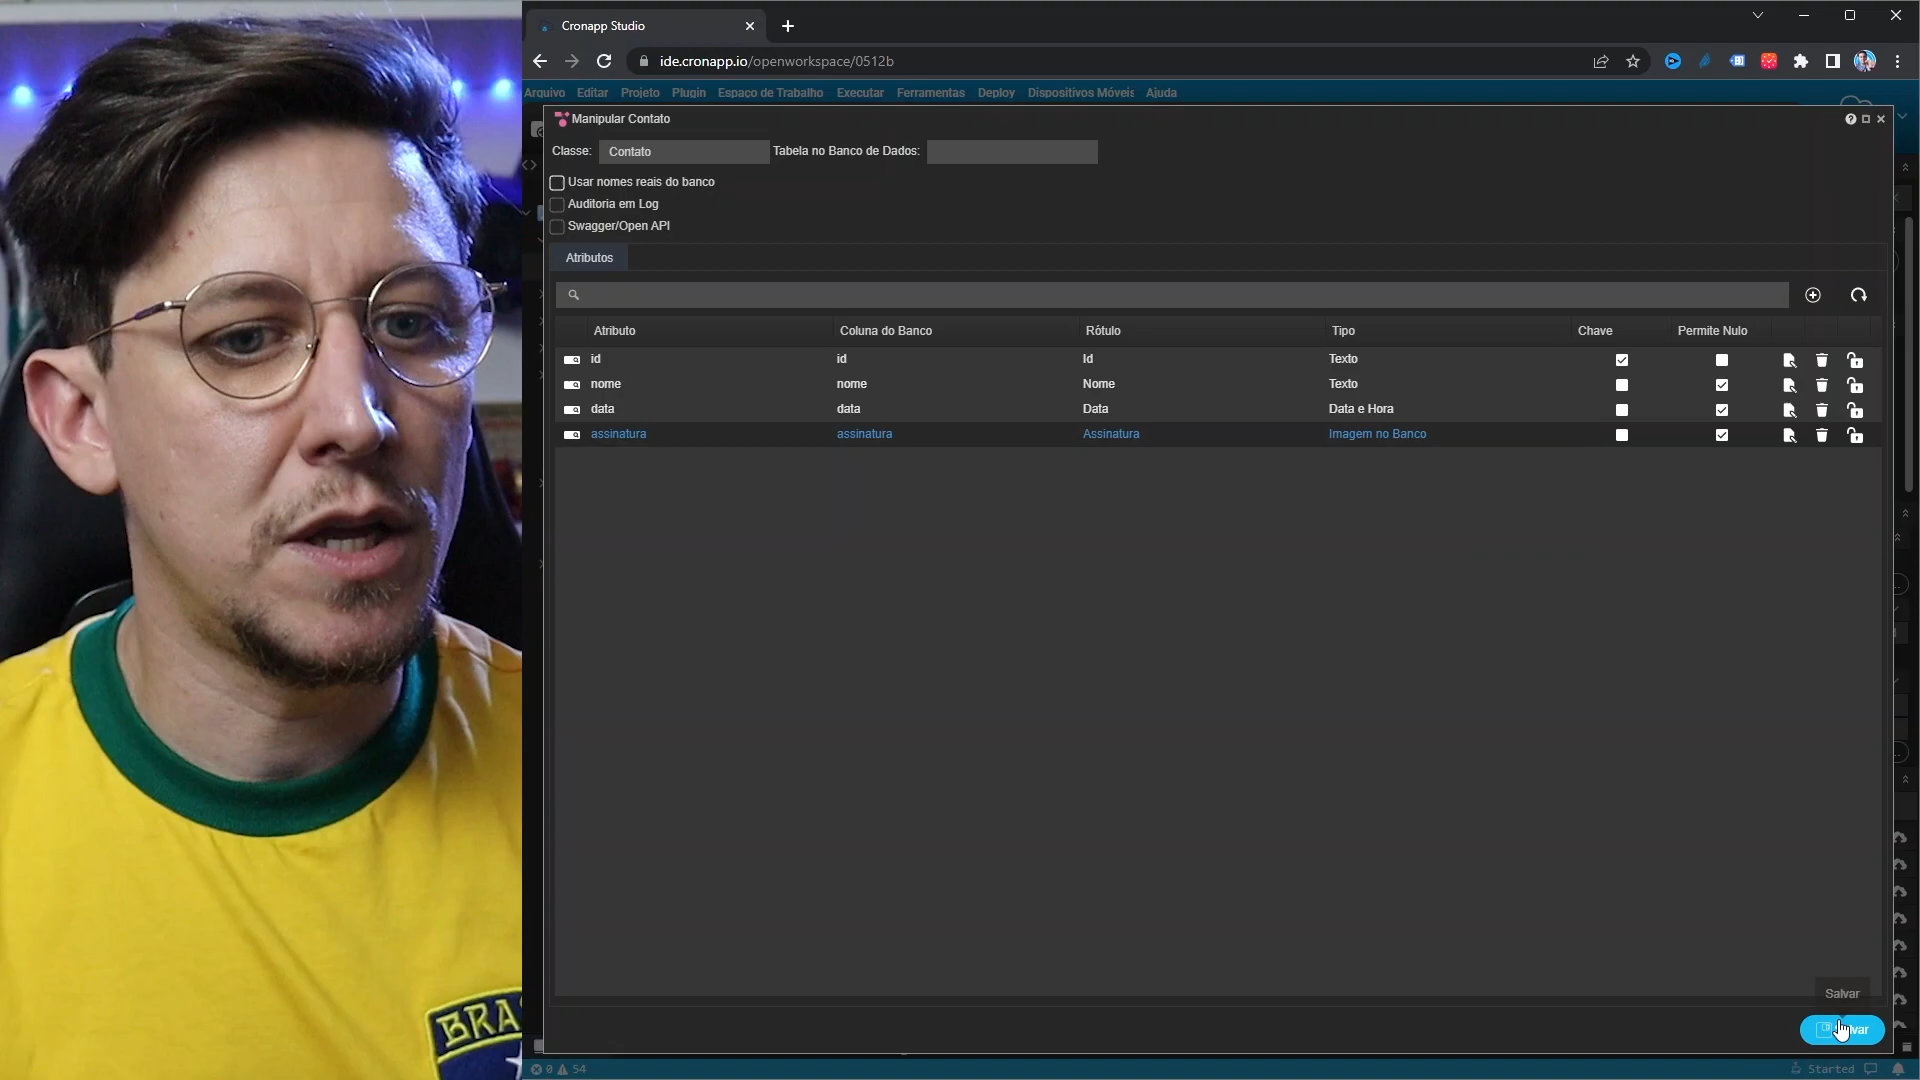 Cronapp Studio
ide.cronapp.io/openworkspace/0512b
Arquivo Editar Projeto Plugin Espaço de Trabalho Executar Ferramentas Deploy Dispositivos Móveis Ajuda
Manipular Contato
Classe: Contato Tabela no Banco de Dados:
Usar nomes reais do banco
Auditoria em Log
Swagger/Open API
Atributos
Atributo Coluna do Banco Rótulo Tipo Chave Permite Nulo
id id Id Texto
nome nome Nome Texto
data data Data Data e Hora
assinatura assinatura Assinatura Imagem no Banco
Salvar
0 54
Started